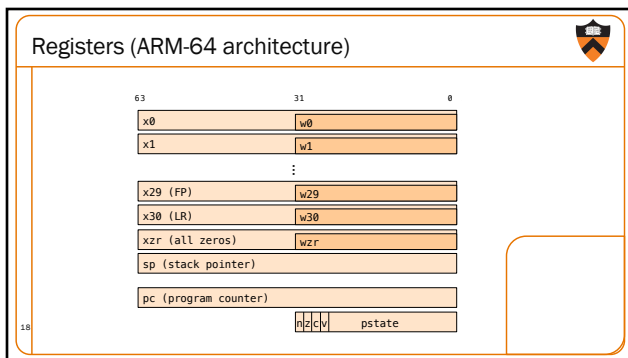 Registers (ARM-64 architecture)
63 31 0
x0 w0
x1 w1
⋮
x29 (FP) w29
x30 (LR) w30
xzr (all zeros) wzr
sp (stack pointer)
pc (program counter)
n z c v pstate
18